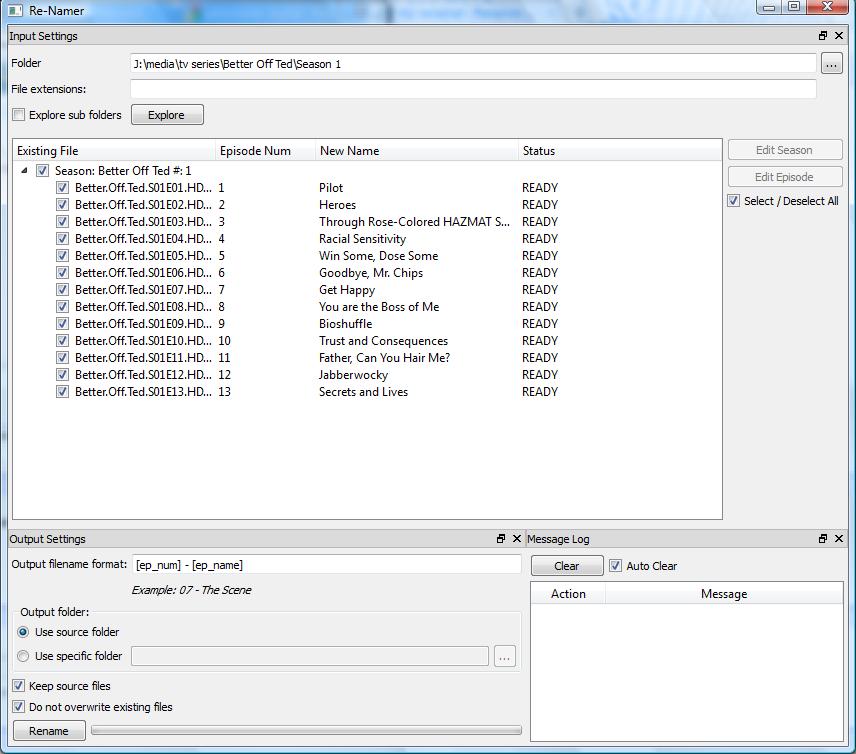 Re-Namer
Input Settings
Folder J:\media\tv series\Better Off Ted\Season 1 ...
File extensions:
Explore sub folders Explore
Existing File Episode Num New Name Status
Edit Season
Season: Better Off Ted #: 1
Edit Episode
Select / Deselect All
Better.Off.Ted.S01E01.HD... 1 Pilot READY
Better.Off.Ted.S01E02.HD... 2 Heroes READY
Better.Off.Ted.S01E03.HD... 3 Through Rose-Colored HAZMAT S... READY
Better.Off.Ted.S01E04.HD... 4 Racial Sensitivity READY
Better.Off.Ted.S01E05.HD... 5 Win Some, Dose Some READY
Better.Off.Ted.S01E06.HD... 6 Goodbye, Mr. Chips READY
Better.Off.Ted.S01E07.HD... 7 Get Happy READY
Better.Off.Ted.S01E08.HD... 8 You are the Boss of Me READY
Better.Off.Ted.S01E09.HD... 9 Bioshuffle READY
Better.Off.Ted.S01E10.HD... 10 Trust and Consequences READY
Better.Off.Ted.S01E11.HD... 11 Father, Can You Hair Me? READY
Better.Off.Ted.S01E12.HD... 12 Jabberwocky READY
Better.Off.Ted.S01E13.HD... 13 Secrets and Lives READY
Output Settings
Output filename format: [ep_num] - [ep_name]
Example: 07 - The Scene
Output folder:
Use source folder
Use specific folder ...
Keep source files
Do not overwrite existing files
Rename
Message Log
Clear Auto Clear
Action Message